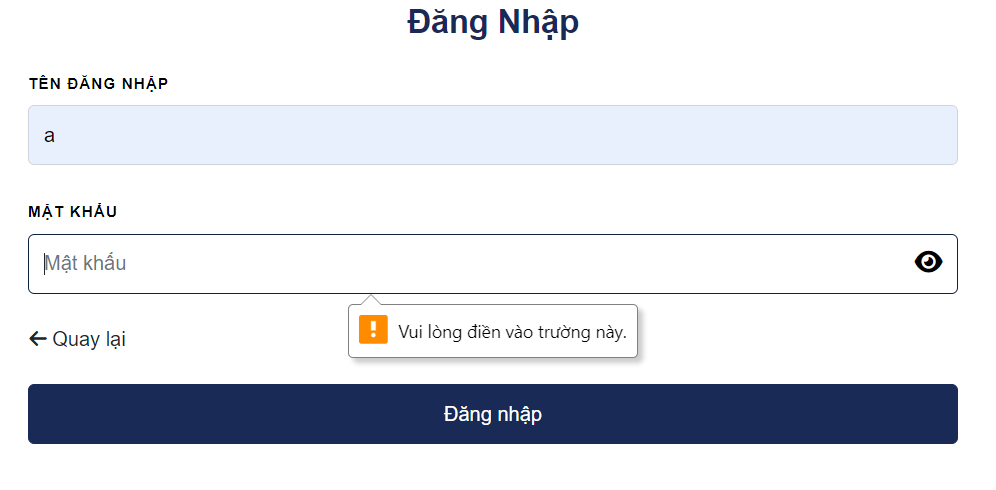 Đăng Nhập
TÊN ĐĂNG NHẬP
a
MẬT KHẨU
Mật khẩu
Vui lòng điền vào trường này.
← Quay lại
Đăng nhập